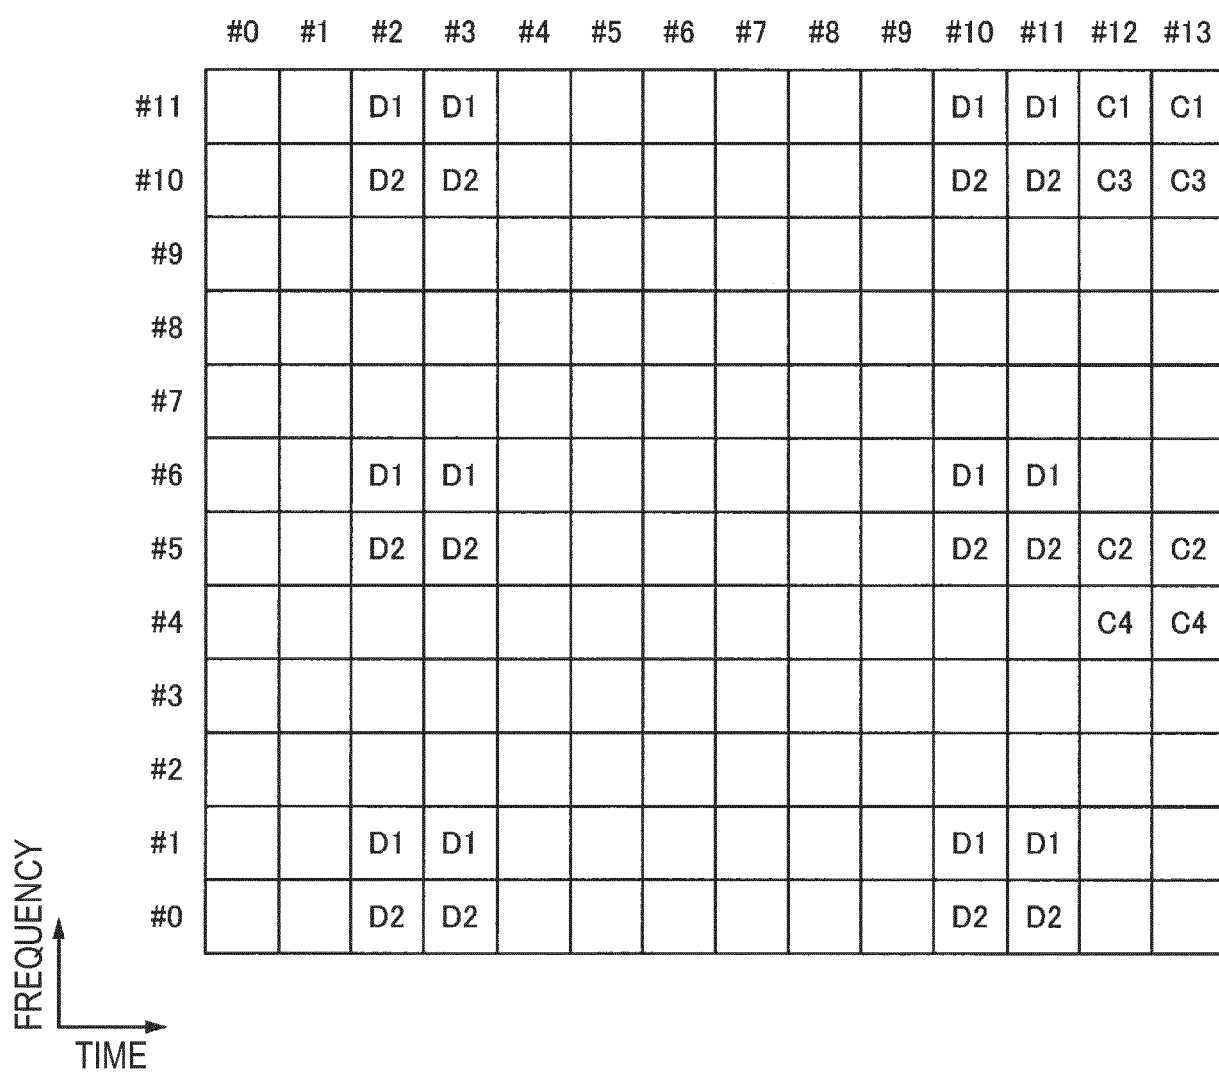 #0 #1 #2 #3 #4 #5 #6 #7 #8 #9 #10 #11 #12 #13
#11 D1 D1 D1 D1 C1 C1
#10 D2 D2 D2 D2 C3 C3
#9
#8
#7
#6 D1 D1 D1 D1
#5 D2 D2 D2 D2 C2 C2
#4 C4 C4
#3
#2
#1 D1 D1 D1 D1
#0 D2 D2 D2 D2
FREQUENCY
TIME